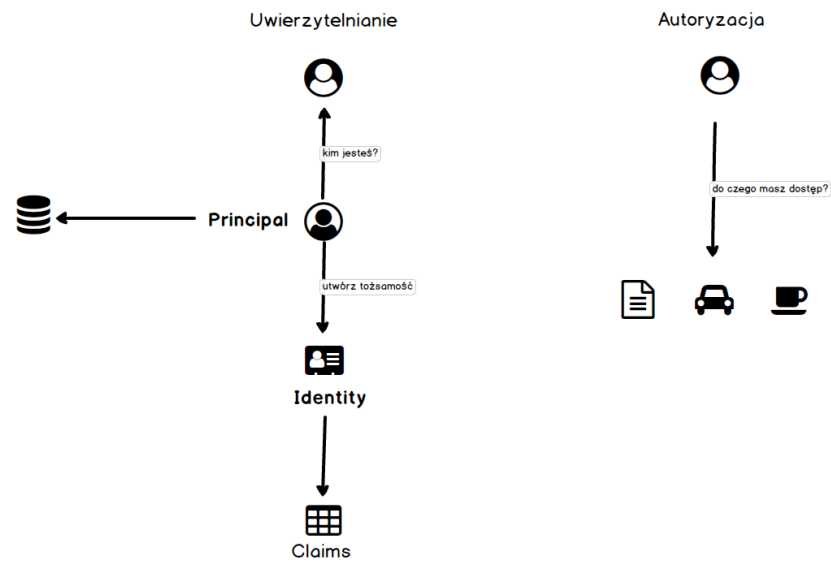 Uwierzytelnianie
Autoryzacja
kim jesteś?
do czego masz dostęp?
Principal
utwórz tożsamość
Identity
Claims